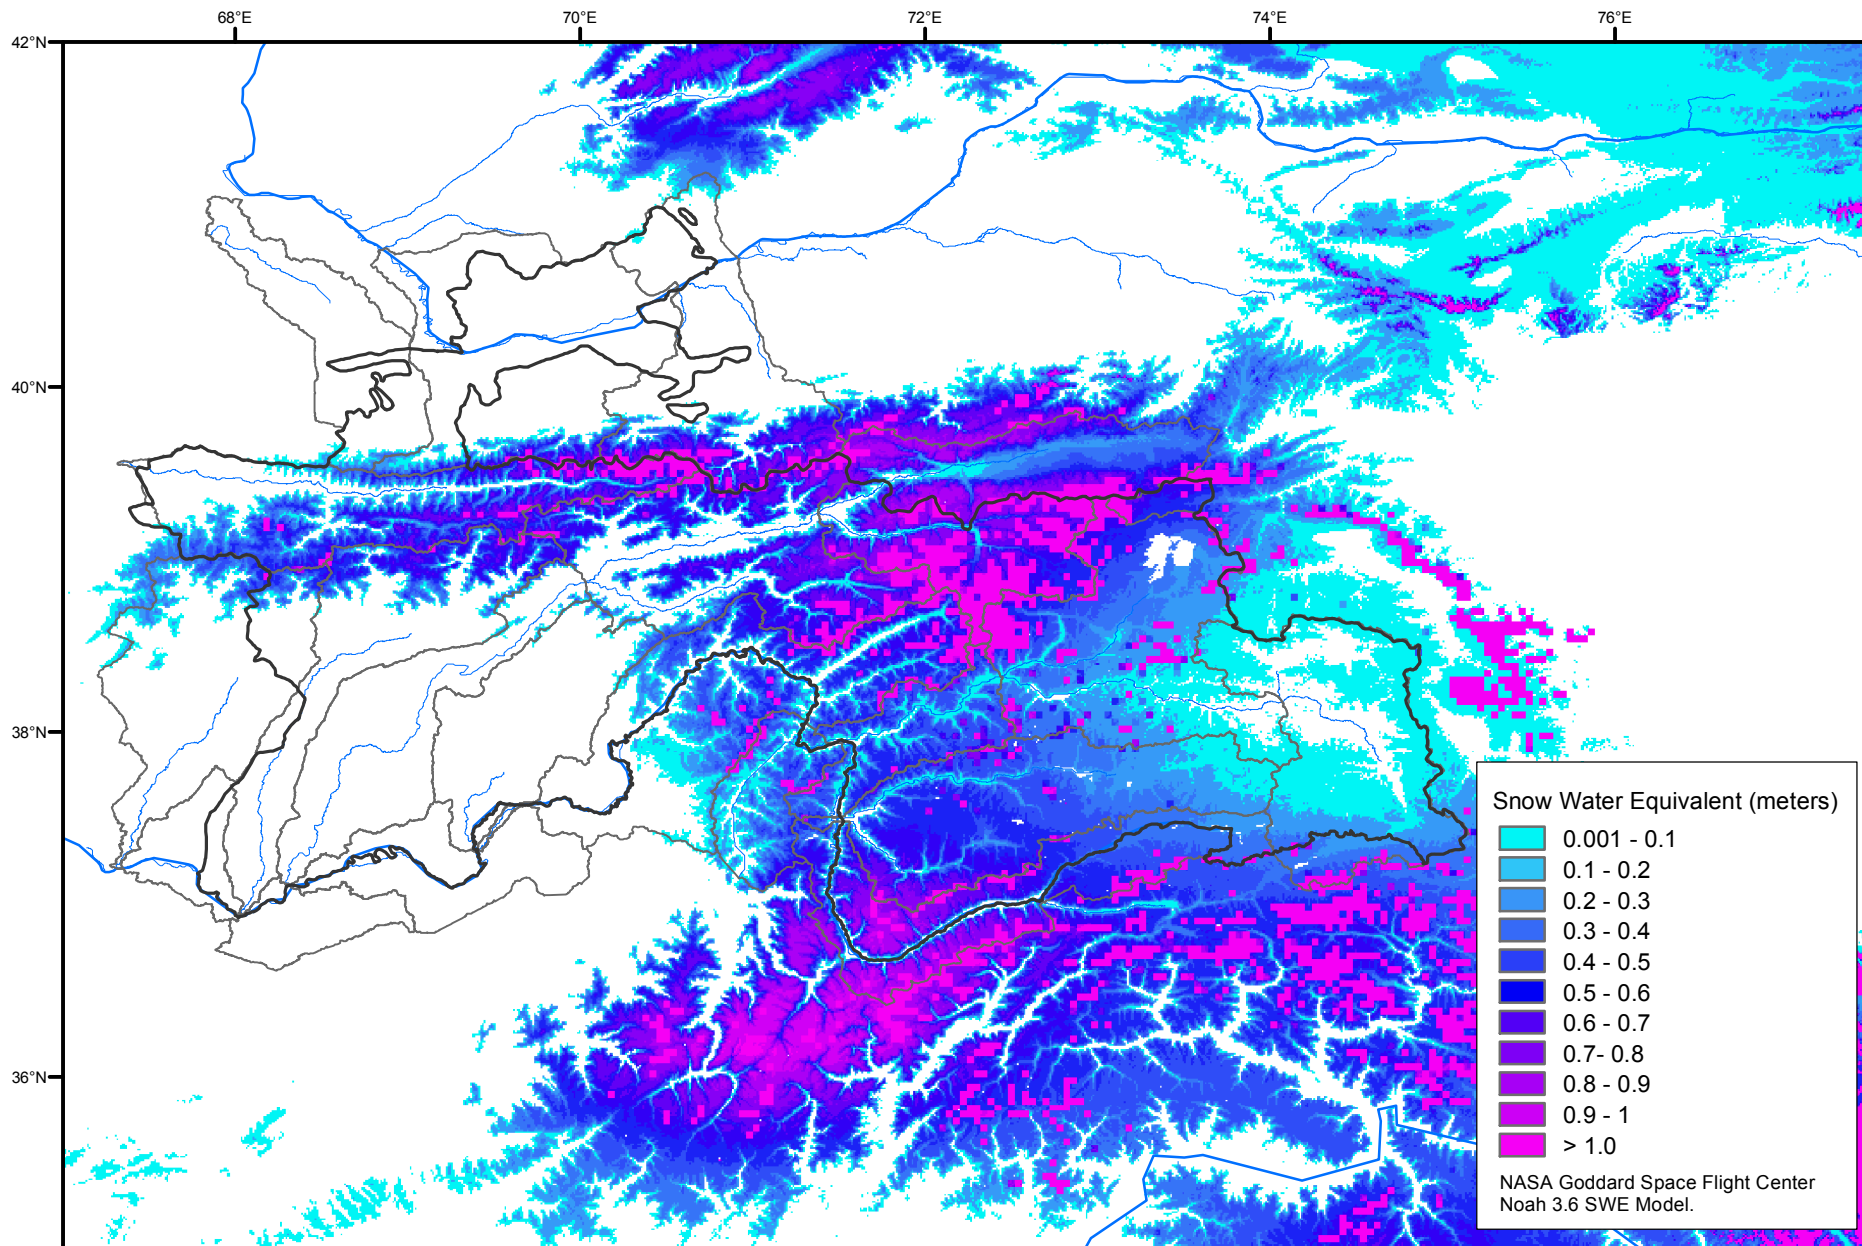 68°E 70°E 72°E 74°E 76°E
42°N
40°N
38°N
36°N
Snow Water Equivalent (meters)
0.001 - 0.1
0.1 - 0.2
0.2 - 0.3
0.3 - 0.4
0.4 - 0.5
0.5 - 0.6
0.6 - 0.7
0.7- 0.8
0.8 - 0.9
0.9 - 1
> 1.0
NASA Goddard Space Flight Center
Noah 3.6 SWE Model.